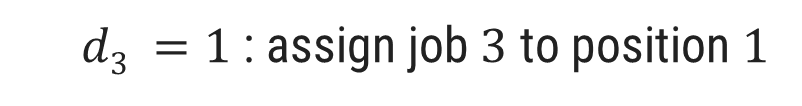 d₃ = 1 : assign job 3 to position 1